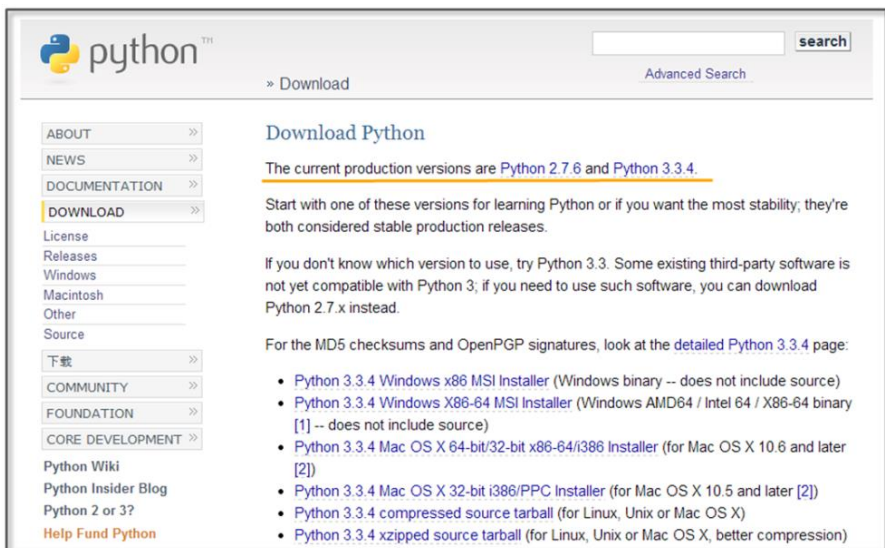 python™
search
» Download
Advanced Search
ABOUT »
NEWS »
DOCUMENTATION »
DOWNLOAD »
License
Releases
Windows
Macintosh
Other
Source
下載 »
COMMUNITY »
FOUNDATION »
CORE DEVELOPMENT »
Python Wiki
Python Insider Blog
Python 2 or 3?
Help Fund Python
Download Python
The current production versions are Python 2.7.6 and Python 3.3.4.
Start with one of these versions for learning Python or if you want the most stability; they're
both considered stable production releases.
If you don't know which version to use, try Python 3.3. Some existing third-party software is
not yet compatible with Python 3; if you need to use such software, you can download
Python 2.7.x instead.
For the MD5 checksums and OpenPGP signatures, look at the detailed Python 3.3.4 page:
• Python 3.3.4 Windows x86 MSI Installer (Windows binary -- does not include source)
• Python 3.3.4 Windows X86-64 MSI Installer (Windows AMD64 / Intel 64 / X86-64 binary
[1] -- does not include source)
• Python 3.3.4 Mac OS X 64-bit/32-bit x86-64/i386 Installer (for Mac OS X 10.6 and later
[2])
• Python 3.3.4 Mac OS X 32-bit i386/PPC Installer (for Mac OS X 10.5 and later [2])
• Python 3.3.4 compressed source tarball (for Linux, Unix or Mac OS X)
• Python 3.3.4 xzipped source tarball (for Linux, Unix or Mac OS X, better compression)